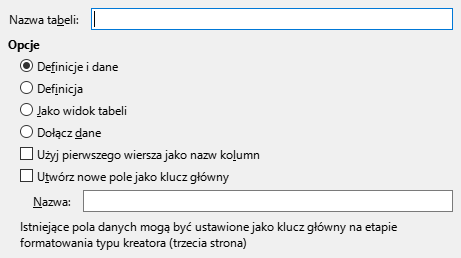 Nazwa tabeli:
Opcje
Definicje i dane
Definicja
Jako widok tabeli
Dołącz dane
Użyj pierwszego wiersza jako nazw kolumn
Utwórz nowe pole jako klucz główny
Nazwa:
Istniejące pola danych mogą być ustawione jako klucz główny na etapie
formatowania typu kreatora (trzecia strona)